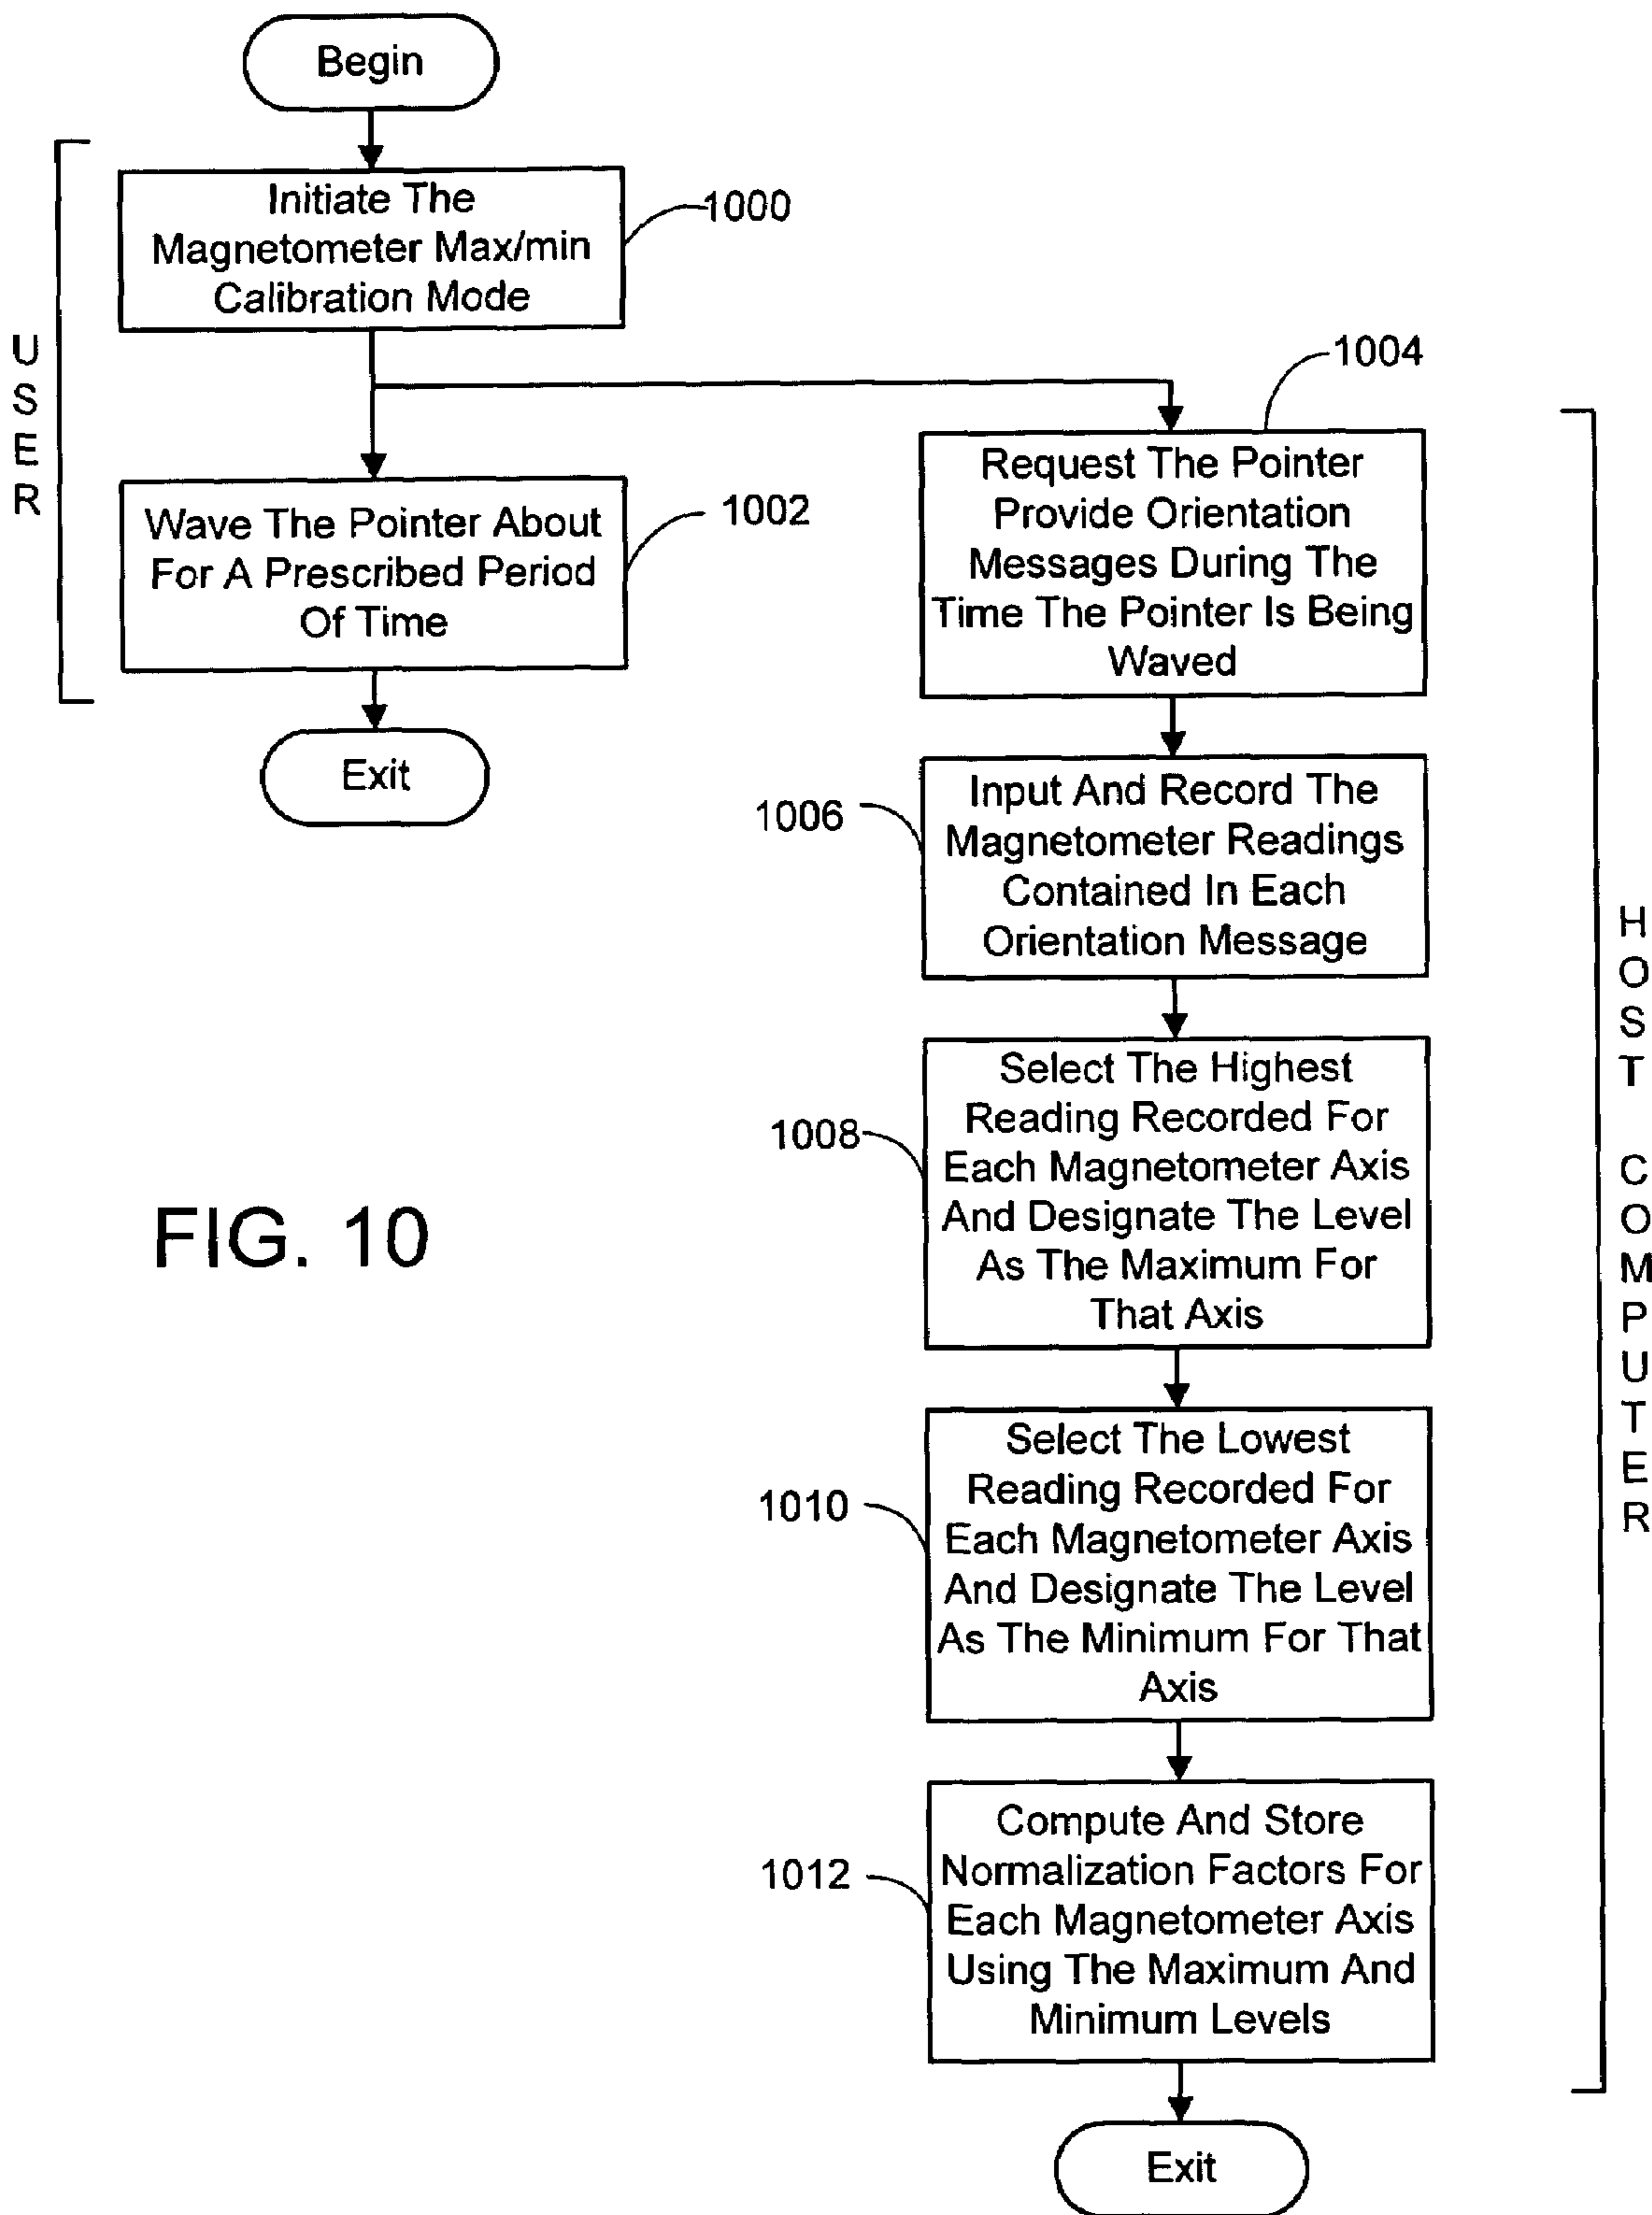 Begin
Initiate The
Magnetometer Max/min
Calibration Mode
1000
USER
Wave The Pointer About
For A Prescribed Period
Of Time
1002
Exit
1004
Request The Pointer
Provide Orientation
Messages During The
Time The Pointer Is Being
Waved
1006
Input And Record The
Magnetometer Readings
Contained In Each
Orientation Message
1008
Select The Highest
Reading Recorded For
Each Magnetometer Axis
And Designate The Level
As The Maximum For
That Axis
1010
Select The Lowest
Reading Recorded For
Each Magnetometer Axis
And Designate The Level
As The Minimum For That
Axis
1012
Compute And Store
Normalization Factors For
Each Magnetometer Axis
Using The Maximum And
Minimum Levels
Exit
HOST COMPUTER
FIG. 10